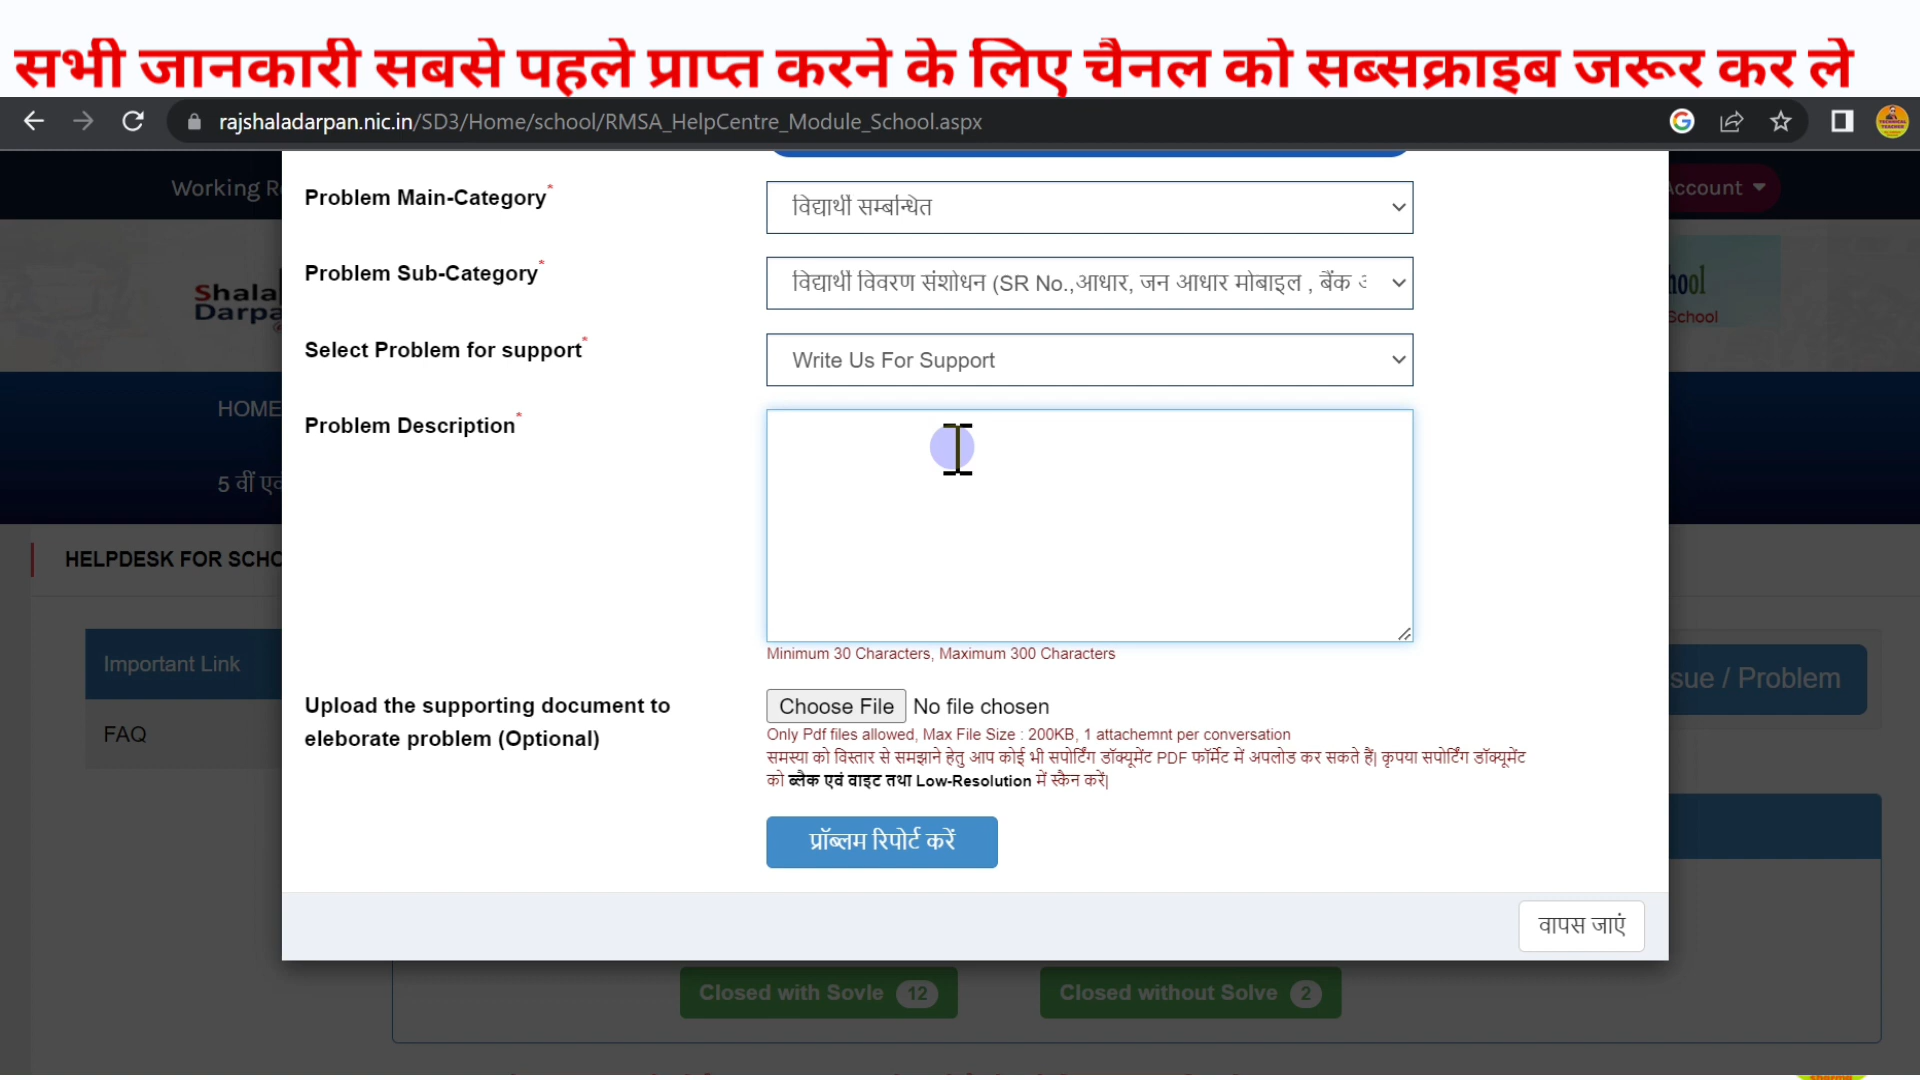 सभी जानकारी सबसे पहले प्राप्त करने के लिए चैनल को सब्सक्राइब जरूर कर ले
rajshaladarpan.nic.in/SD3/Home/school/RMSA_HelpCentre_Module_School.aspx
Working R
Account
Problem Main-Category*
विद्यार्थी सम्बन्धित
Problem Sub-Category*
विद्यार्थी विवरण संशोधन (SR No.,आधार, जन आधार मोबाइल , बैंक
Shala
Darpa
School
Select Problem for support*
Write Us For Support
HOME
Problem Description*
5 वीं एवं
HELPDESK FOR SCHO
Minimum 30 Characters, Maximum 300 Characters
Important Link
sue / Problem
Upload the supporting document to
eleborate problem (Optional)
Choose File No file chosen
FAQ
Only Pdf files allowed, Max File Size : 200KB, 1 attachemnt per conversation
समस्या को विस्तार से समझाने हेतु आप कोई भी सपोर्टिंग डॉक्यूमेंट PDF फॉर्मेट में अपलोड कर सकते हैं| कृपया सपोर्टिंग डॉक्यूमेंट
को ब्लैक एवं वाइट तथा Low-Resolution में स्कैन करें|
प्रॉब्लम रिपोर्ट करें
वापस जाएं
Closed with Sovle 12
Closed without Solve 2